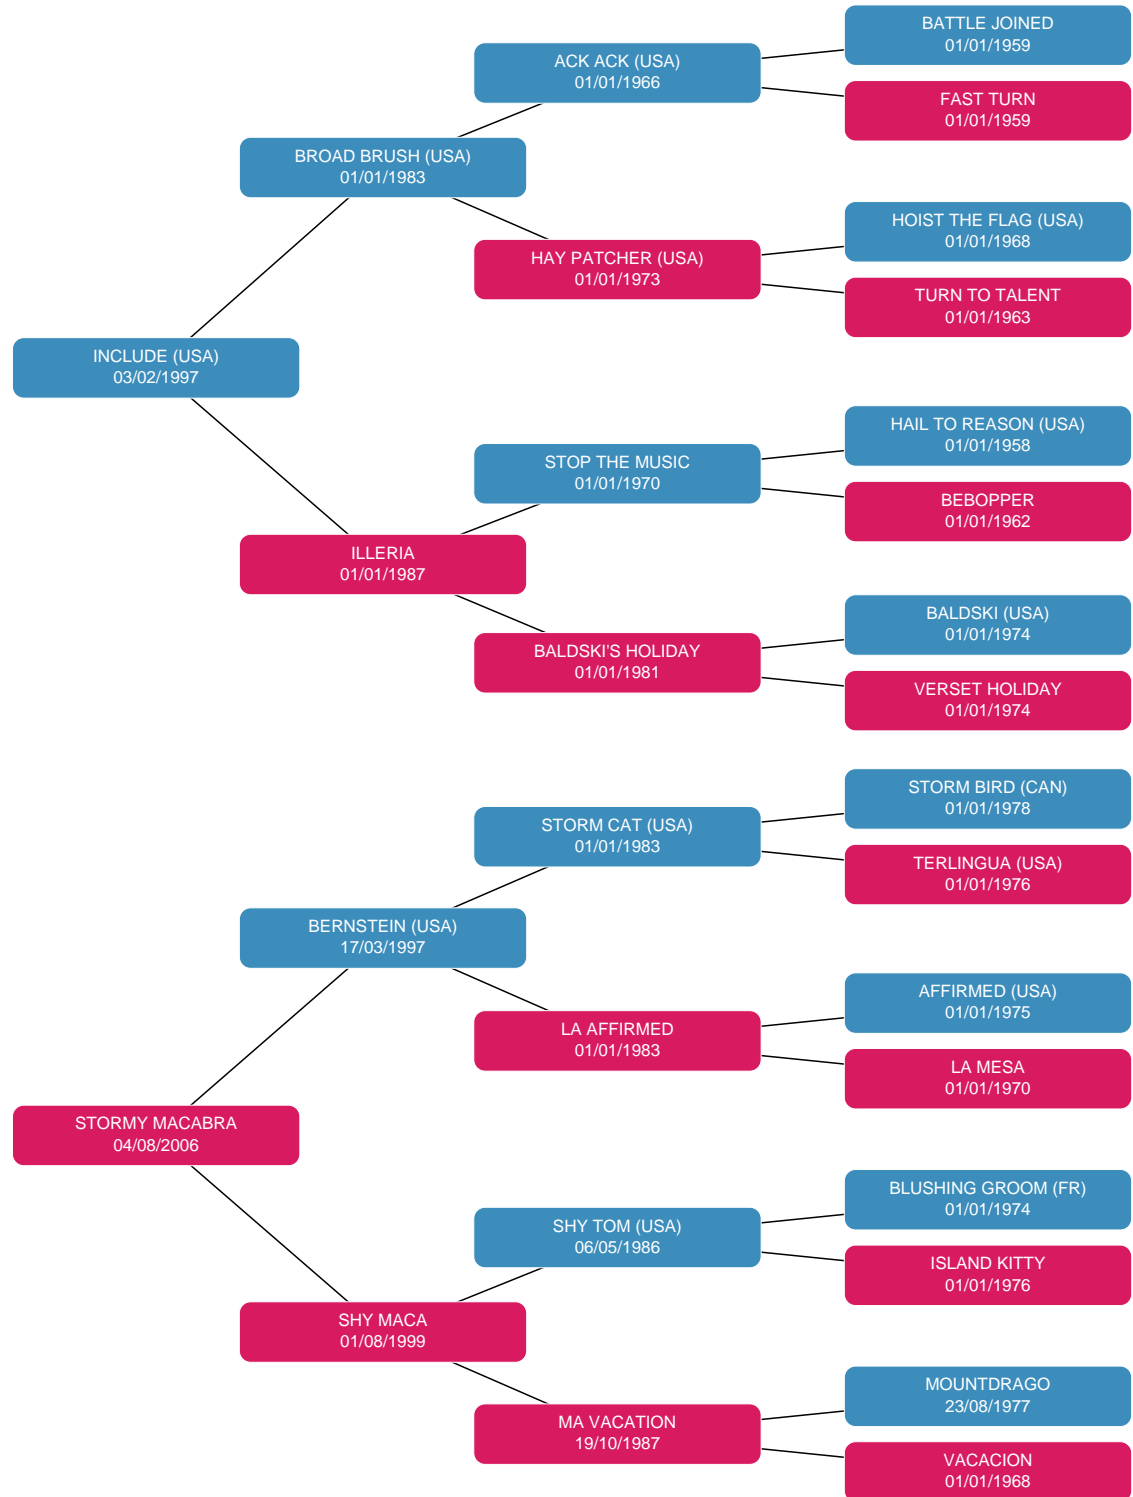 BATTLE JOINED
01/01/1959
ACK ACK (USA)
01/01/1966
FAST TURN
01/01/1959
BROAD BRUSH (USA)
01/01/1983
HOIST THE FLAG (USA)
01/01/1968
HAY PATCHER (USA)
01/01/1973
TURN TO TALENT
01/01/1963
INCLUDE (USA)
03/02/1997
HAIL TO REASON (USA)
01/01/1958
STOP THE MUSIC
01/01/1970
BEBOPPER
01/01/1962
ILLERIA
01/01/1987
BALDSKI (USA)
01/01/1974
BALDSKI'S HOLIDAY
01/01/1981
VERSET HOLIDAY
01/01/1974
STORM BIRD (CAN)
01/01/1978
STORM CAT (USA)
01/01/1983
TERLINGUA (USA)
01/01/1976
BERNSTEIN (USA)
17/03/1997
AFFIRMED (USA)
01/01/1975
LA AFFIRMED
01/01/1983
LA MESA
01/01/1970
STORMY MACABRA
04/08/2006
BLUSHING GROOM (FR)
01/01/1974
SHY TOM (USA)
06/05/1986
ISLAND KITTY
01/01/1976
SHY MACA
01/08/1999
MOUNTDRAGO
23/08/1977
MA VACATION
19/10/1987
VACACION
01/01/1968